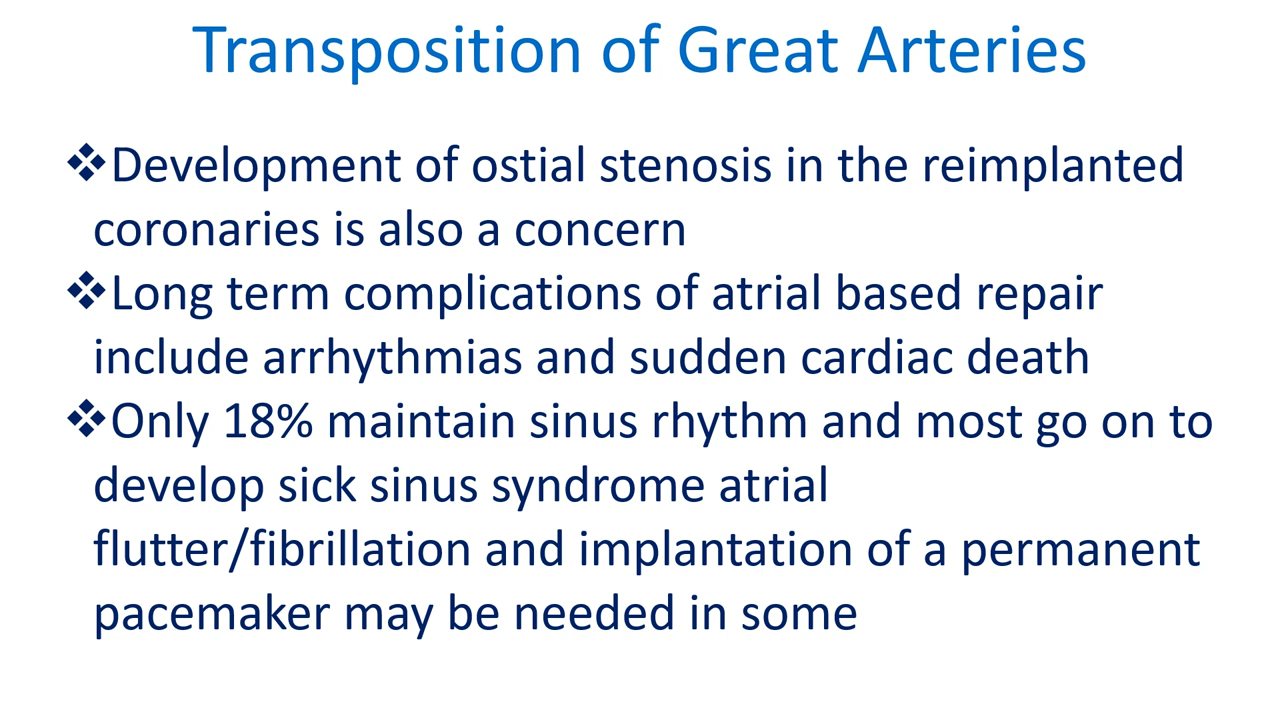 Transposition of Great Arteries
❖Development of ostial stenosis in the reimplanted
coronaries is also a concern
❖Long term complications of atrial based repair
include arrhythmias and sudden cardiac death
❖Only 18% maintain sinus rhythm and most go on to
develop sick sinus syndrome atrial
flutter/fibrillation and implantation of a permanent
pacemaker may be needed in some